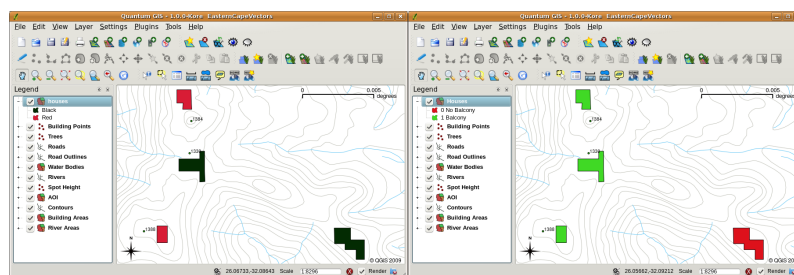 Quantum GIS - 1.0.0-Kore EasternCapeVectors
File Edit View Layer Settings Plugins Tools Help
Legend
houses
Black
Red
Building Points
Trees
Roads
Road Outlines
Water Bodies
Rivers
Spot Height
AOI
Contours
Building Areas
River Areas
0 0.005
degrees
1384
1339
1388
N
© QGIS 2009
26.06733,-32.08643 Scale 1:8296 Render
Quantum GIS - 1.0.0-Kore EasternCapeVectors
File Edit View Layer Settings Plugins Tools Help
Legend
Houses
0 No Balcony
1 Balcony
Building Points
Trees
Roads
Road Outlines
Water Bodies
Rivers
Spot Height
AOI
Contours
Building Areas
River Areas
0 0.005
degrees
1384
1339
1388
N
© QGIS 2009
26.05662,-32.09212 Scale 1:8296 Render